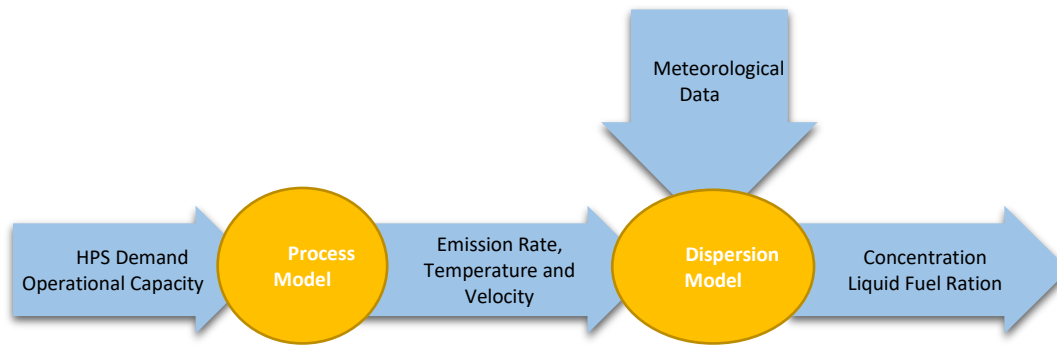 Meteorological
Data
HPS Demand
Operational Capacity
Process
Model
Emission Rate,
Temperature and
Velocity
Dispersion
Model
Concentration
Liquid Fuel Ration